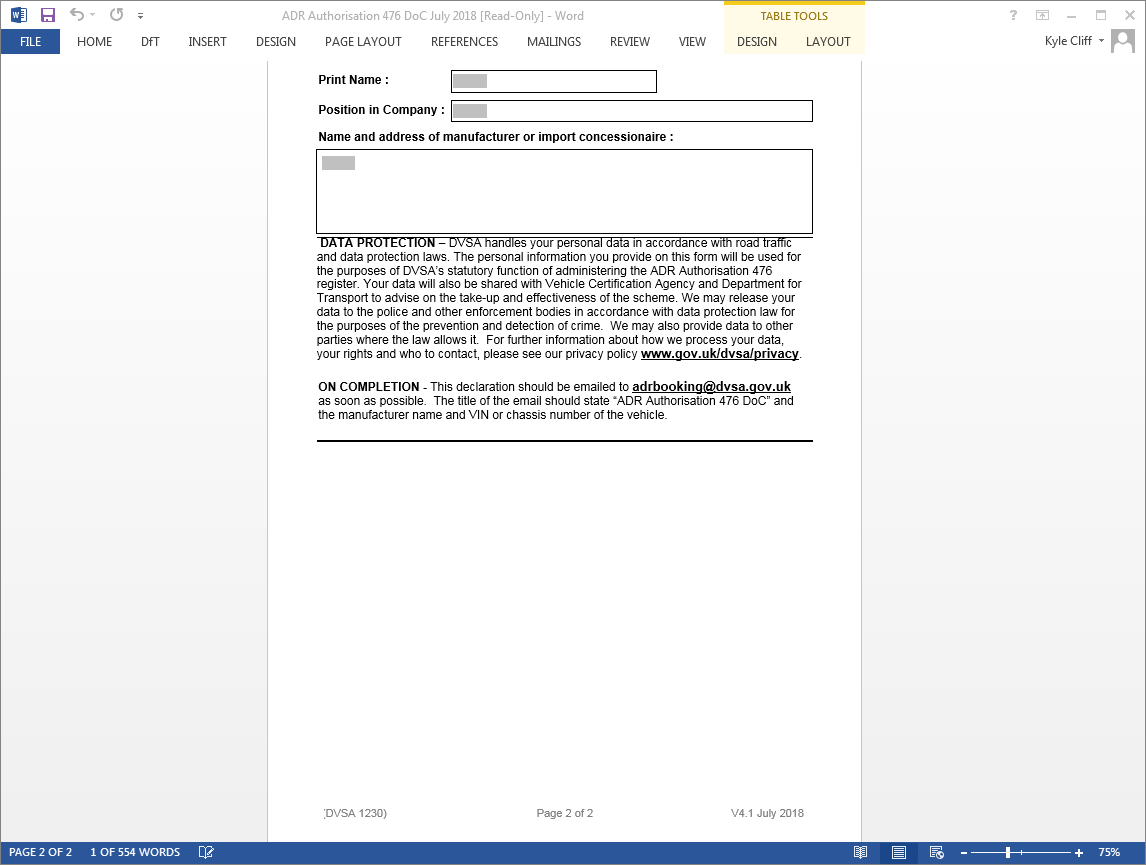 ADR Authorisation 476 DoC July 2018 [Read-Only] - Word
TABLE TOOLS
?
FILE HOME DfT INSERT DESIGN PAGE LAYOUT REFERENCES MAILINGS REVIEW VIEW DESIGN LAYOUT Kyle Cliff
Print Name :
Position in Company :
Name and address of manufacturer or import concessionaire :
DATA PROTECTION – DVSA handles your personal data in accordance with road traffic
and data protection laws. The personal information you provide on this form will be used for
the purposes of DVSA's statutory function of administering the ADR Authorisation 476
register. Your data will also be shared with Vehicle Certification Agency and Department for
Transport to advise on the take-up and effectiveness of the scheme. We may release your
data to the police and other enforcement bodies in accordance with data protection law for
the purposes of the prevention and detection of crime.  We may also provide data to other
parties where the law allows it.  For further information about how we process your data,
your rights and who to contact, please see our privacy policy www.gov.uk/dvsa/privacy.
ON COMPLETION - This declaration should be emailed to adrbooking@dvsa.gov.uk
as soon as possible.  The title of the email should state “ADR Authorisation 476 DoC” and
the manufacturer name and VIN or chassis number of the vehicle.
(DVSA 1230) Page 2 of 2 V4.1 July 2018
PAGE 2 OF 2 1 OF 554 WORDS 75%